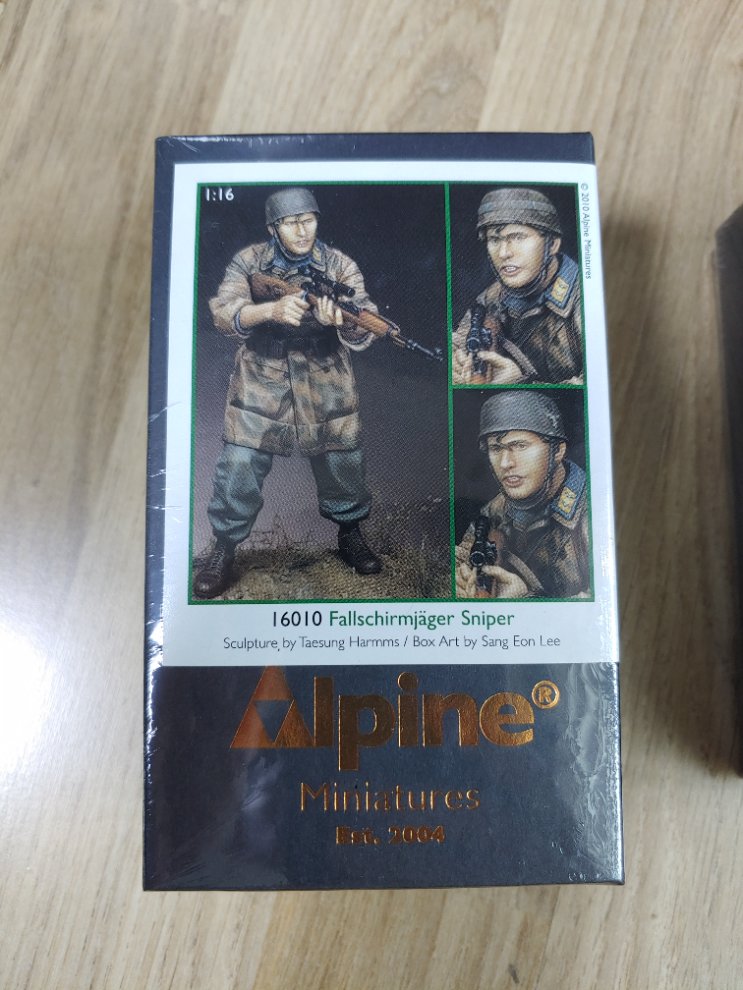 1:16
© 2010 Alpine Miniatures
16010 Fallschirmjäger Sniper
Sculpture by Taesung Harmms / Box Art by Sang Eon Lee
Alpine®
Miniatures
Est. 2004